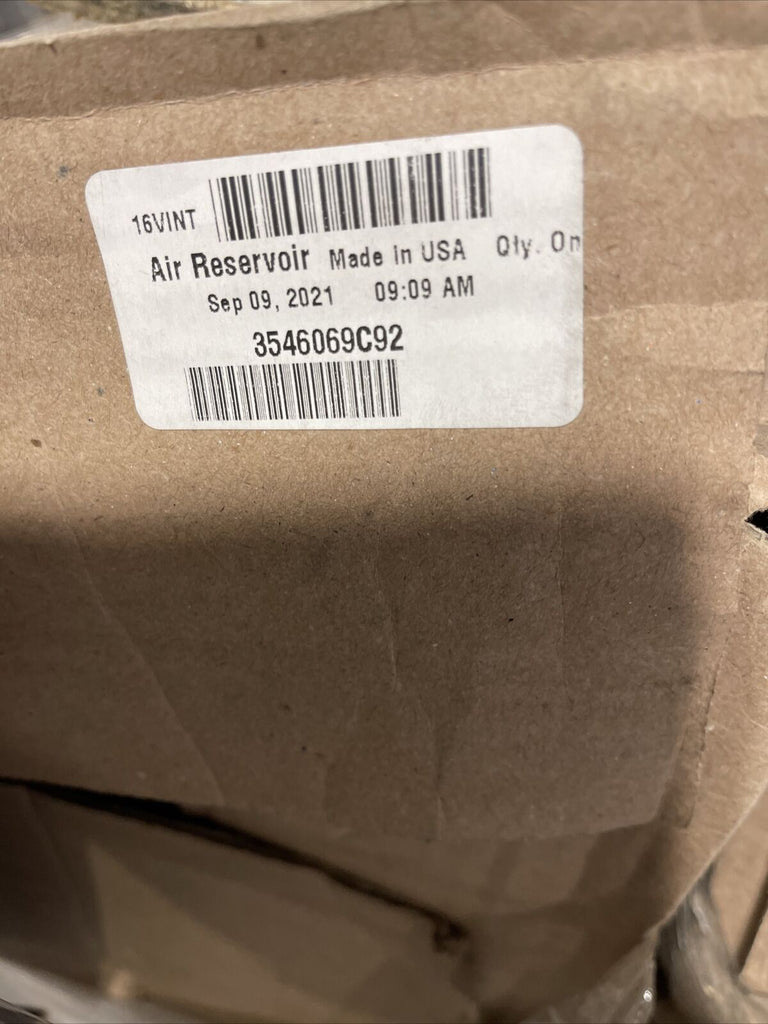 16VINT
Air Reservoir Made in USA Qty. On
Sep 09, 2021 09:09 AM
3546069C92